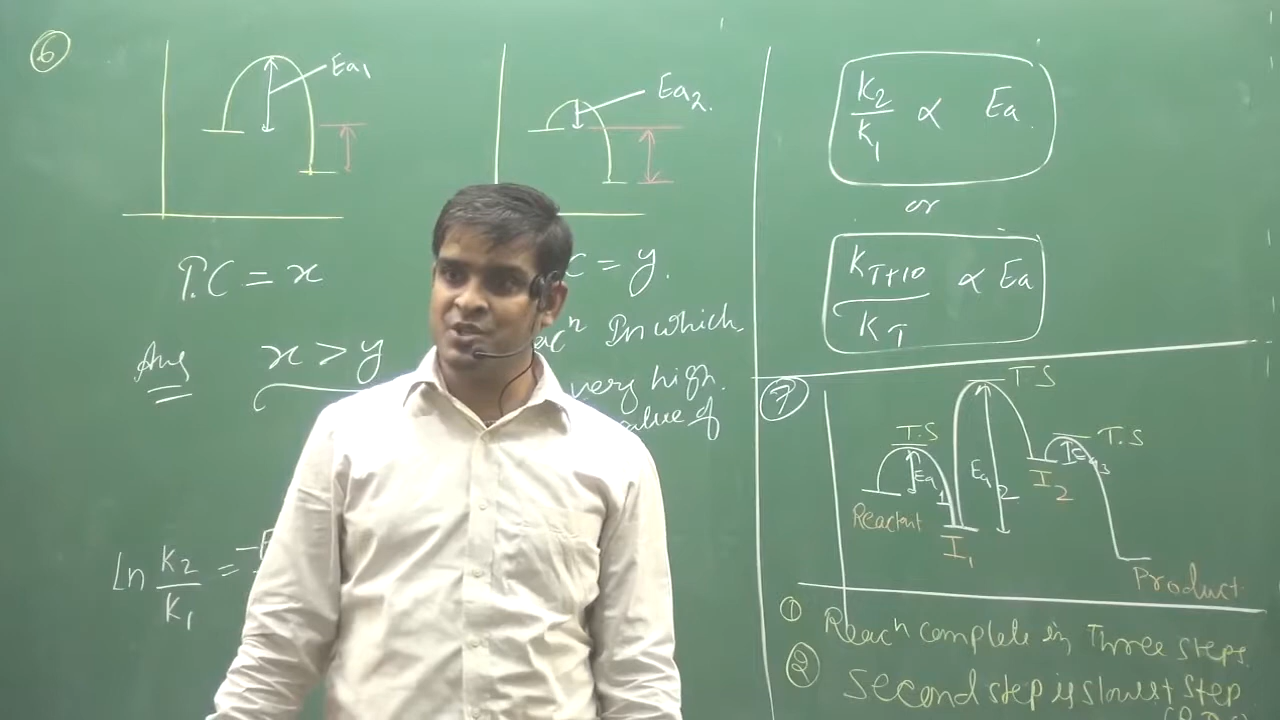 6
Ea1
Ea2.
T.C = x
C = y.
Ans x > y
reacⁿ In which
very high.
value of
ln K2/K1 = -E
K2/K1 ∝ Ea.
or
KT+10/KT ∝ Ea
7
T.S
T.S
T.S
Ea1
Ea2
Ea3
Reactant
I1
I2
Product
① Reacⁿ complete in Three steps.
② Second step is slowest step